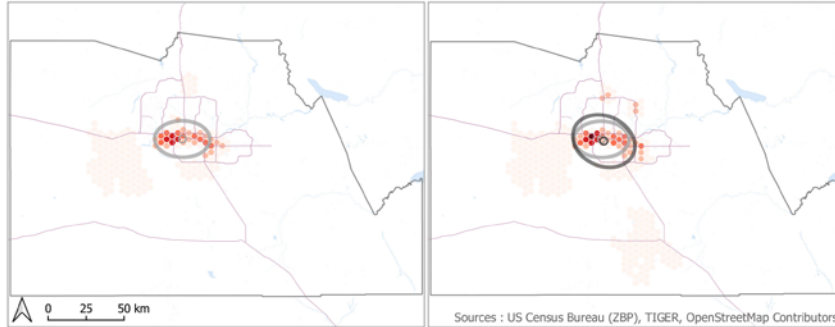 0 25 50 km
Sources : US Census Bureau (ZBP), TIGER, OpenStreetMap Contributors